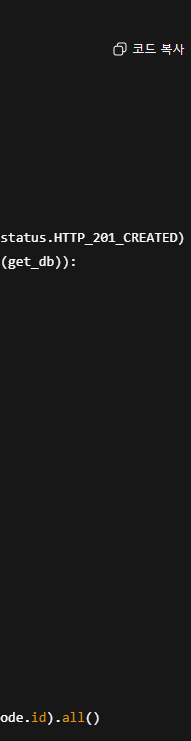 코드 복사
status.HTTP_201_CREATED)
(get_db)):
ode.id).all()